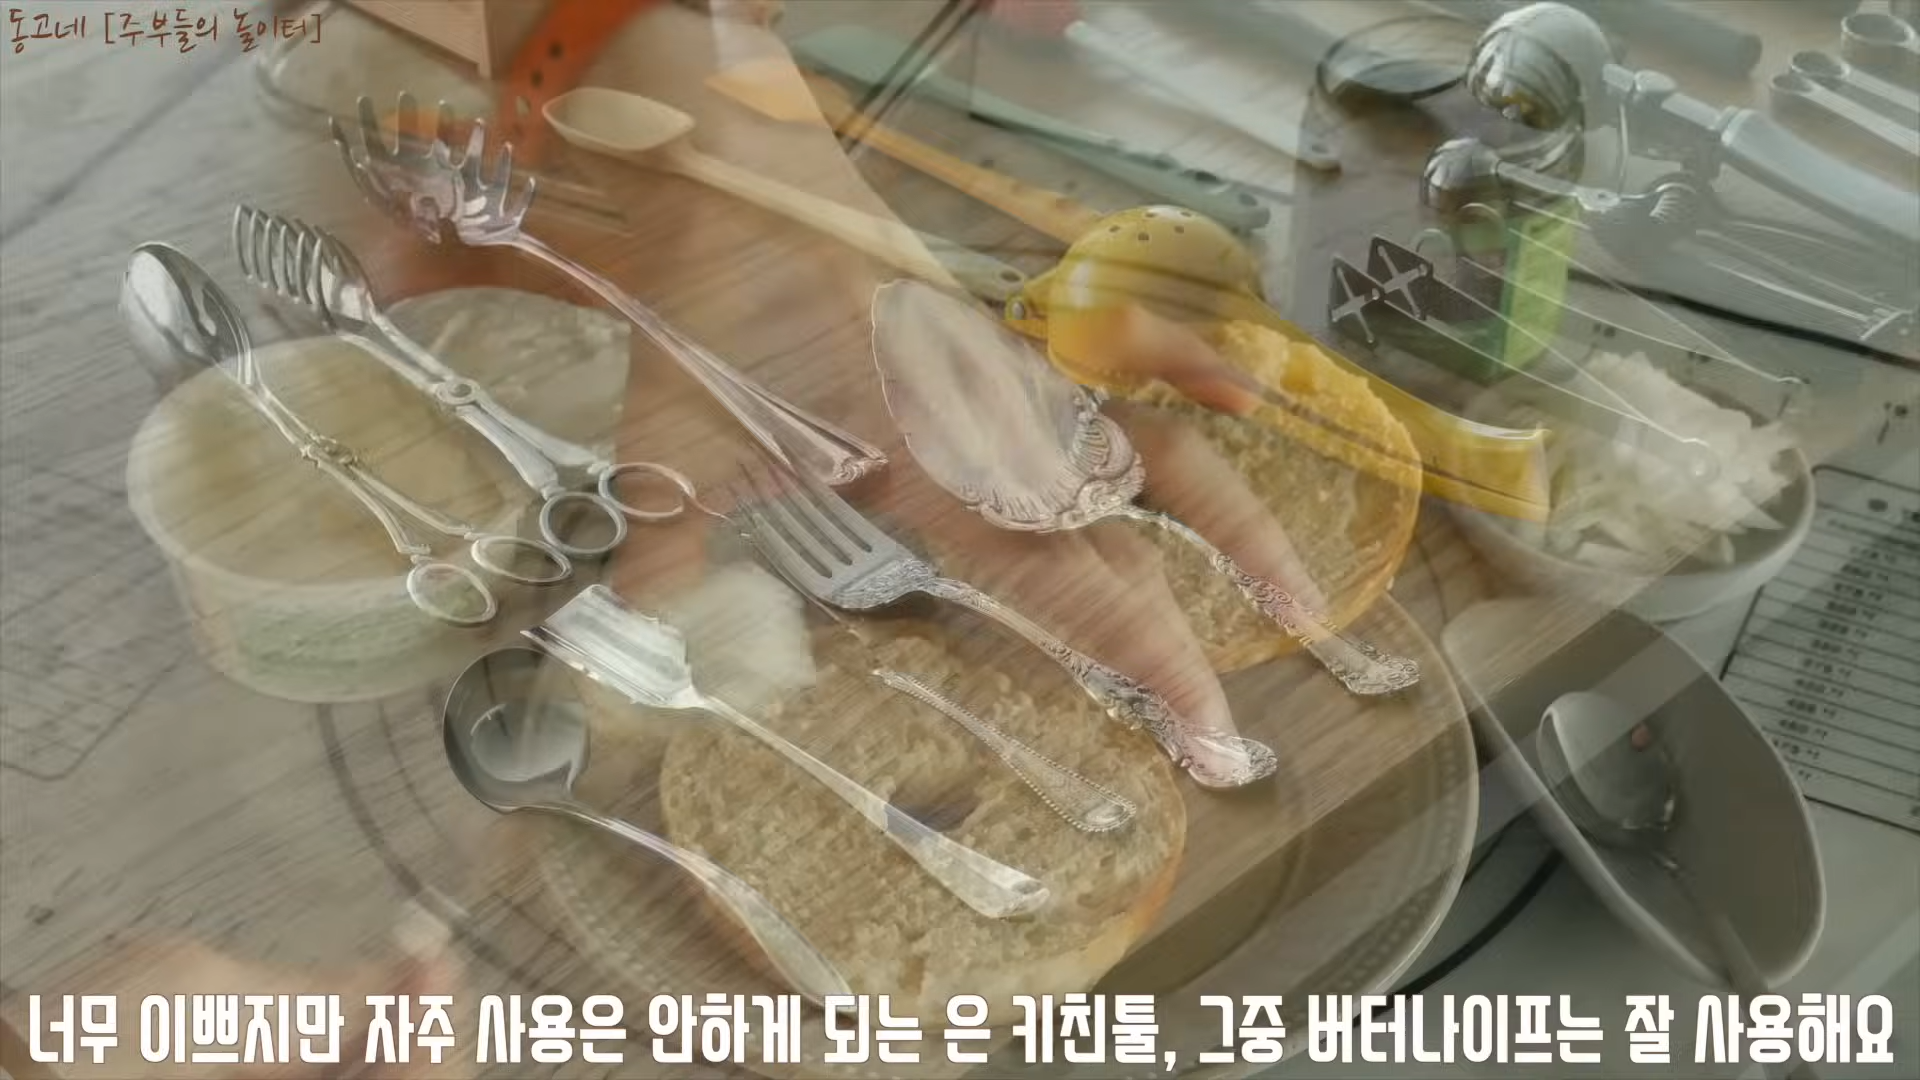 동고네 [주부들의 놀이터]
너무 이쁘지만 자주 사용은 안하게 되는 은 키친툴, 그중 버터나이프는 잘 사용해요